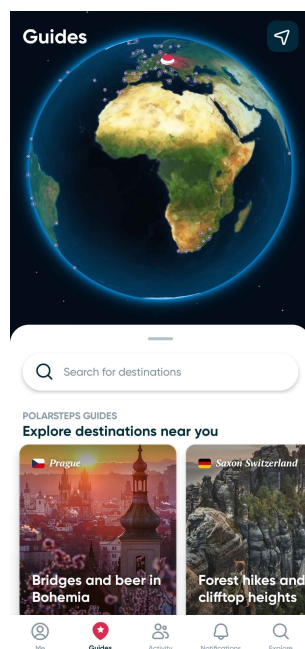 Guides
Search for destinations
POLARSTEPS GUIDES
Explore destinations near you
Prague
Saxon Switzerland
Bridges and beer in
Bohemia
Forest hikes and
clifftop heights
Me
Guides
Activity
Notifications
Explore